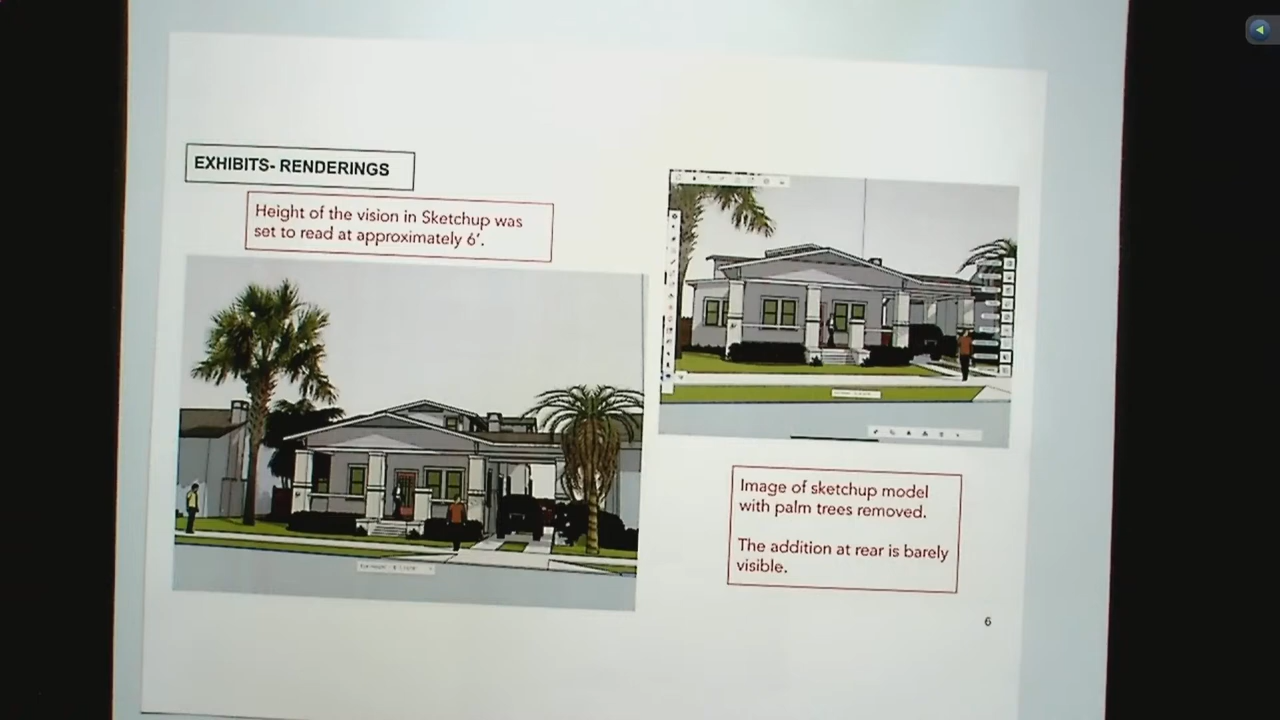 EXHIBITS- RENDERINGS
Height of the vision in Sketchup was
set to read at approximately 6'.
Image of sketchup model
with palm trees removed.
The addition at rear is barely
visible.
6